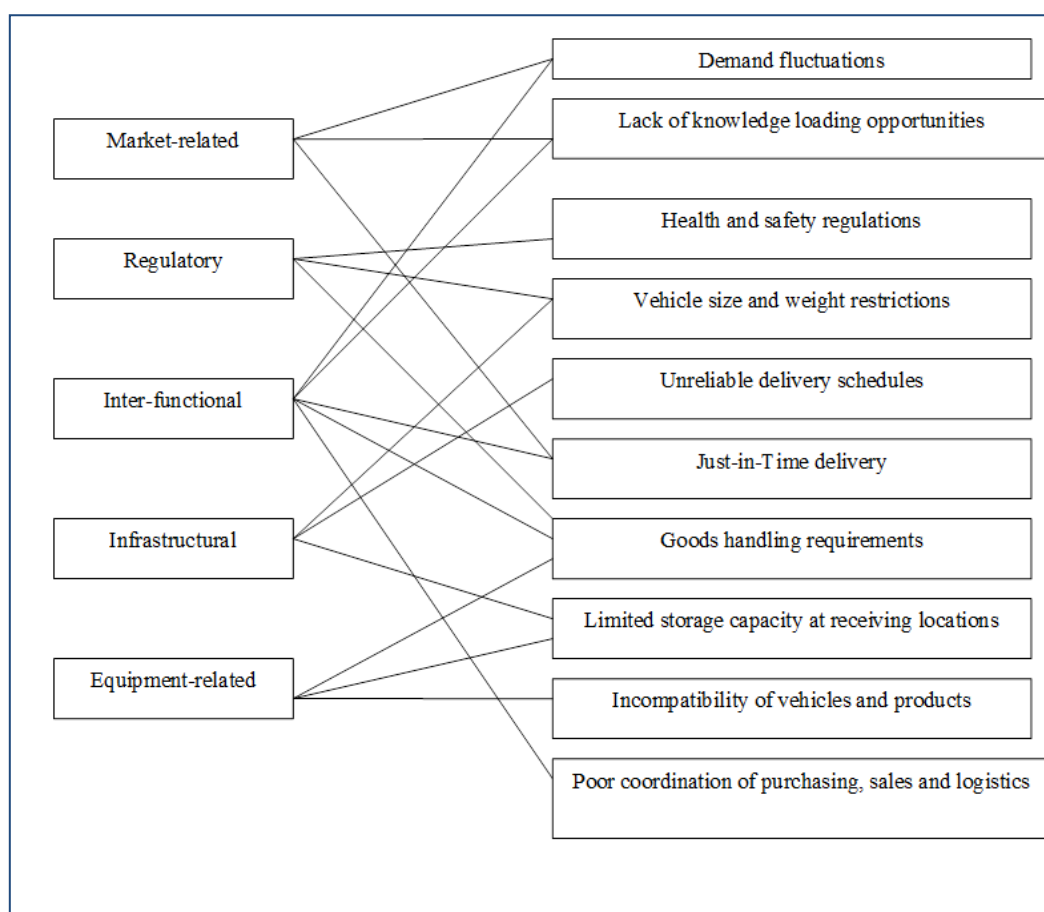 Market-related
Regulatory
Inter-functional
Infrastructural
Equipment-related
Demand fluctuations
Lack of knowledge loading opportunities
Health and safety regulations
Vehicle size and weight restrictions
Unreliable delivery schedules
Just-in-Time delivery
Goods handling requirements
Limited storage capacity at receiving locations
Incompatibility of vehicles and products
Poor coordination of purchasing, sales and logistics